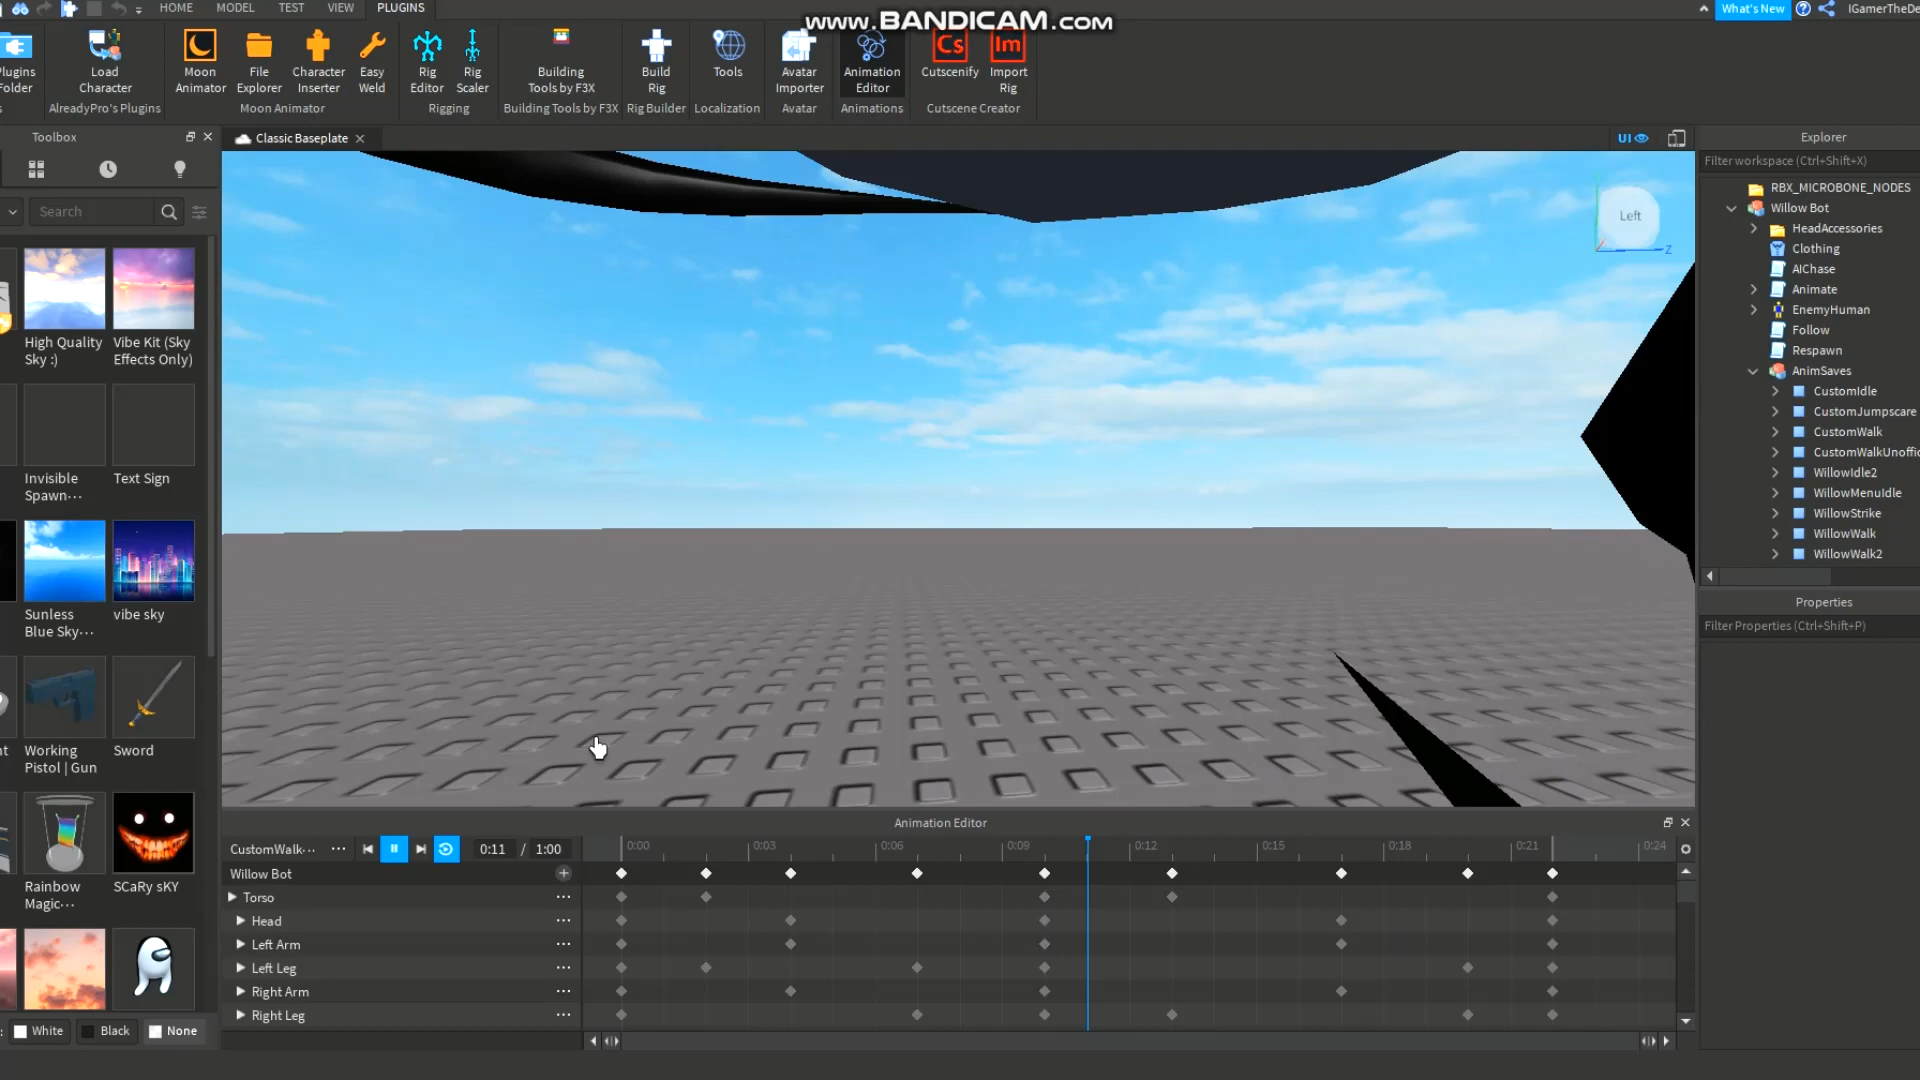 HOME MODEL TEST VIEW PLUGINS
www.BANDICAM.com
What's New
Load Character
Moon Animator
File Explorer
Character Inserter
Easy Weld
Rig Editor
Rig Scaler
Building Tools by F3X
Build Rig
Tools
Avatar Importer
Animation Editor
Cs
Cutscenify
Im
Import Rig
AlreadyPro's Plugins
Moon Animator
Rigging
Building Tools by F3X
Rig Builder
Localization
Avatar
Animations
Cutscene Creator
Toolbox
Search
High Quality Sky :)
Vibe Kit (Sky Effects Only)
Invisible Spawn...
Text Sign
Sunless Blue Sky...
vibe sky
Working Pistol | Gun
Sword
Rainbow Magic...
SCaRy sKY
White Black None
Classic Baseplate
UI
Left
Z
Explorer
Filter workspace (Ctrl+Shift+X)
RBX_MICROBONE_NODES
Willow Bot
HeadAccessories
Clothing
AIChase
Animate
EnemyHuman
Follow
Respawn
AnimSaves
CustomIdle
CustomJumpscare
CustomWalk
WillowIdle2
WillowMenuIdle
WillowStrike
WillowWalk
WillowWalk2
Properties
Filter Properties (Ctrl+Shift+P)
Animation Editor
CustomWalk... 0:11 / 1:00 0:00 0:03 0:06 0:09 0:12 0:15 0:18 0:21 0:24
Willow Bot
Torso
Head
Left Arm
Left Leg
Right Arm
Right Leg